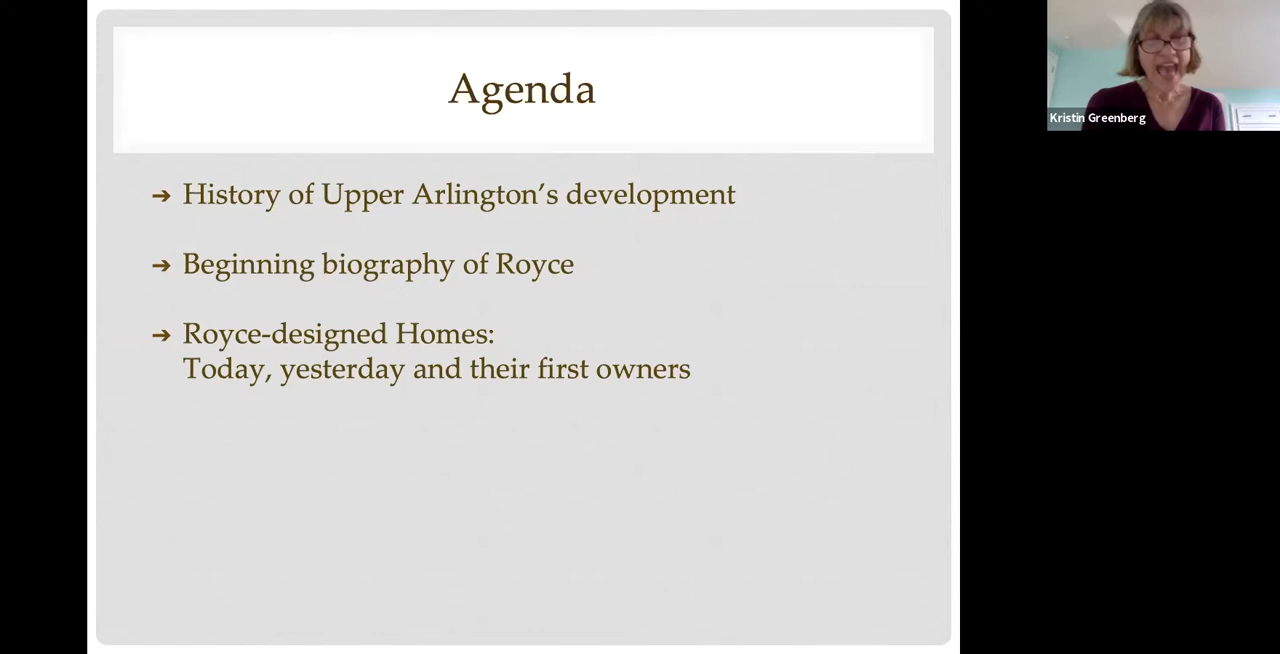 Agenda
→ History of Upper Arlington’s development
→ Beginning biography of Royce
→ Royce-designed Homes:
Today, yesterday and their first owners
Kristin Greenberg